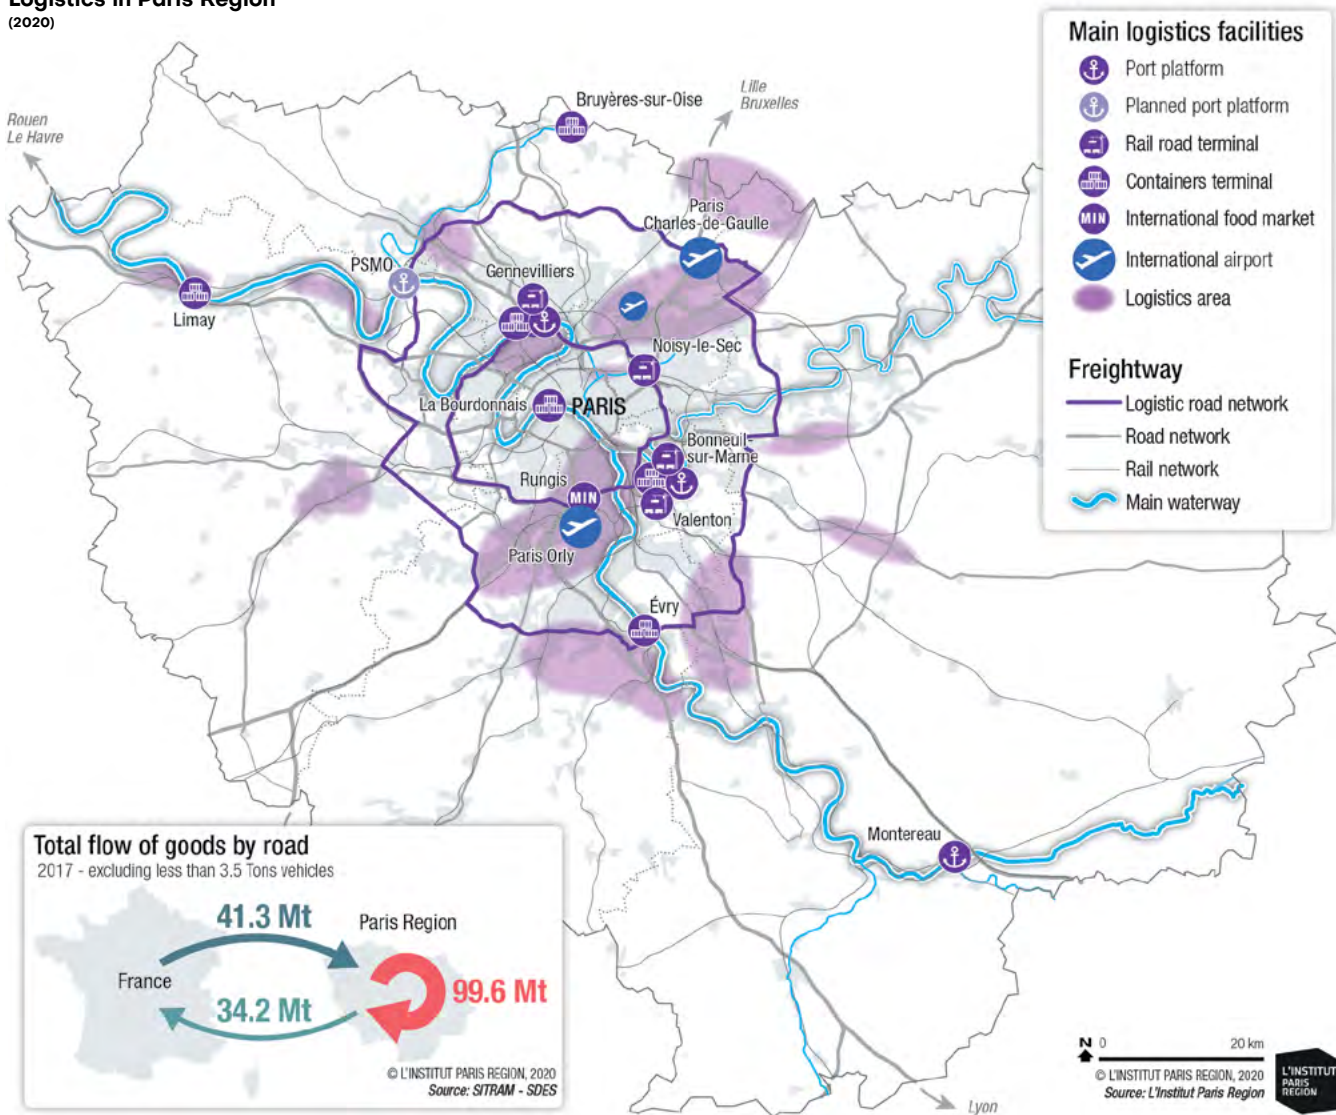 Logistics in Paris Region
(2020)
Main logistics facilities
Port platform
Planned port platform
Rail road terminal
Containers terminal
MIN
International food market
International airport
Logistics area
Freightway
Logistic road network
Road network
Rail network
Main waterway
Rouen
Le Havre
Bruyères-sur-Oise
Lille
Bruxelles
Paris
Charles-de-Gaulle
PSMO
Gennevilliers
Limay
Noisy-le-Sec
La Bourdonnais
PARIS
Bonneuil-
sur-Marne
Rungis
MIN
Valenton
Paris Orly
Évry
Montereau
Lyon
Total flow of goods by road
2017 - excluding less than 3.5 Tons vehicles
41.3 Mt
Paris Region
France
99.6 Mt
34.2 Mt
© L'INSTITUT PARIS REGION, 2020
Source: SITRAM - SDES
N 0 20 km
© L'INSTITUT PARIS REGION, 2020
Source: L'Institut Paris Region
L'INSTITUT
PARIS
REGION